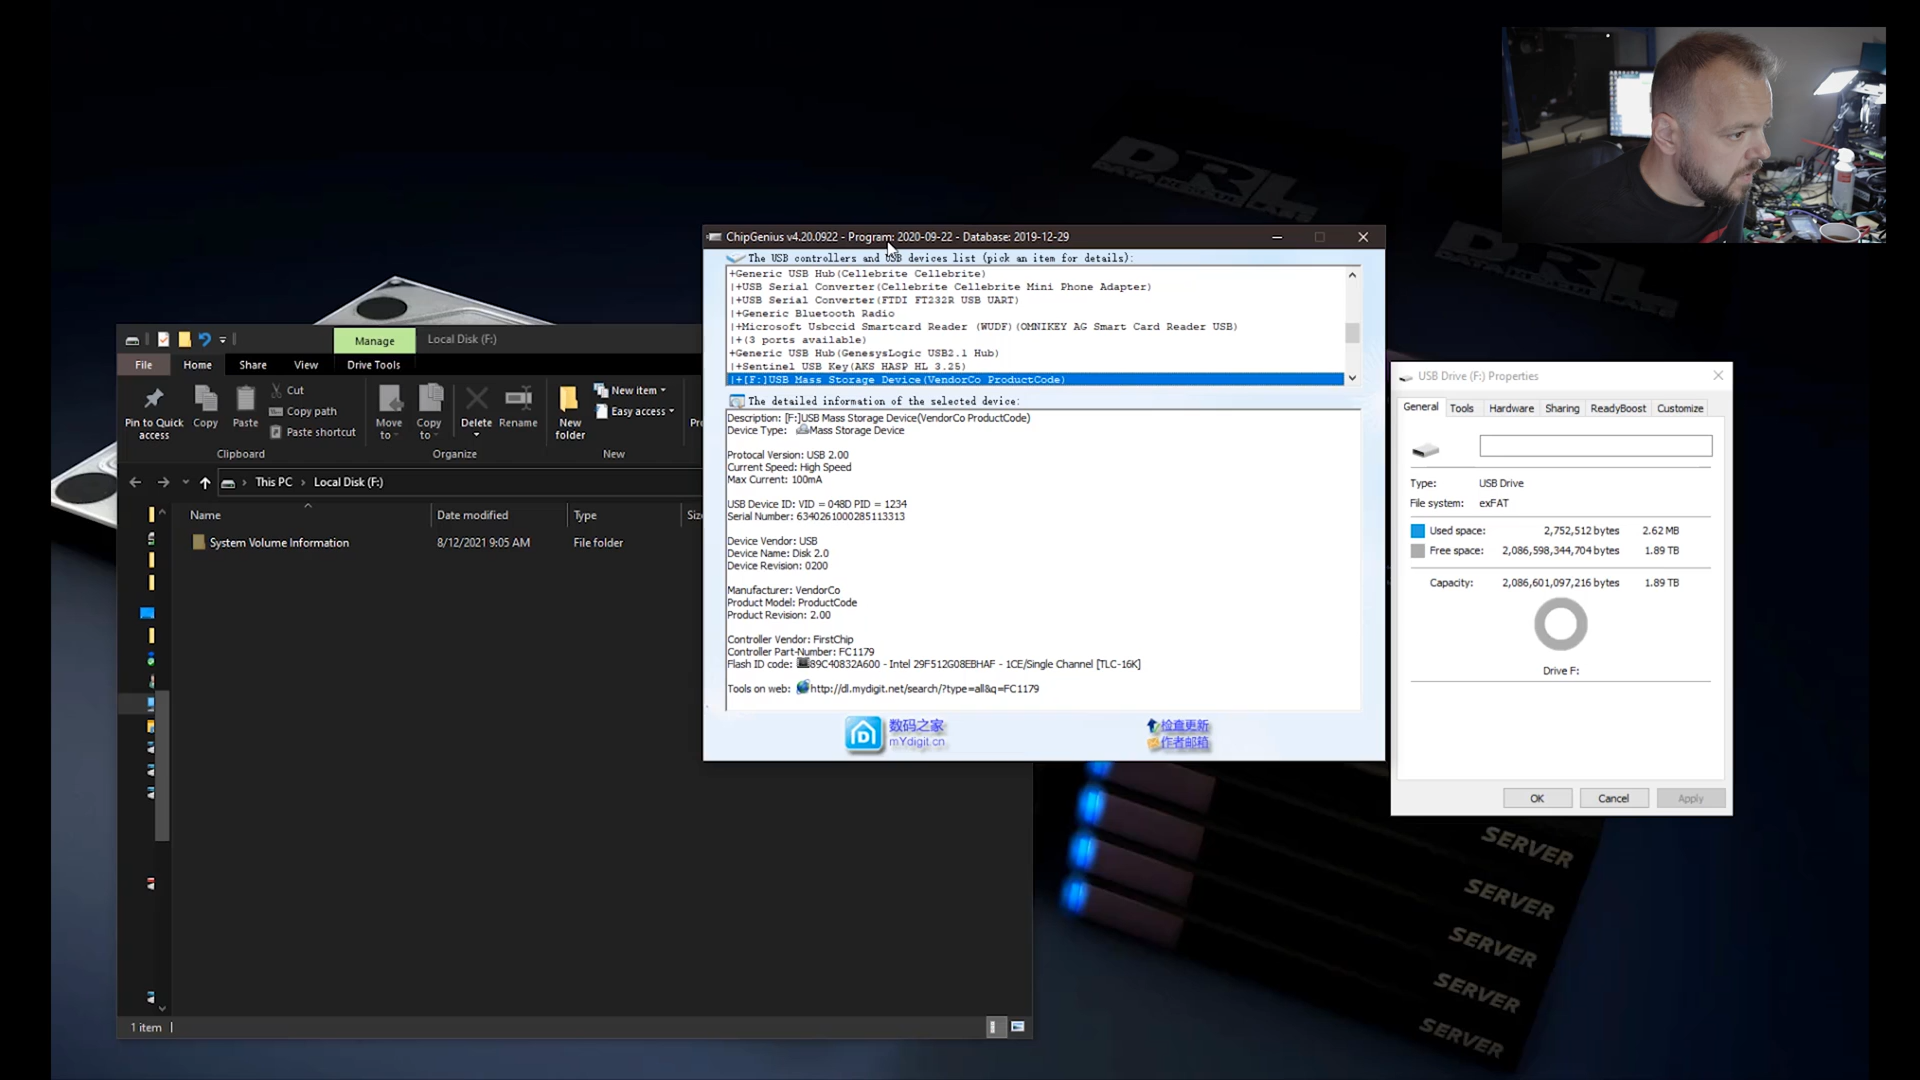 DRL
DATA RECOVERY LAB
DRL
ChipGenius v4.20.0922 - Program: 2020-09-22 - Database: 2019-12-29
The USB controllers and USB devices list (pick an item for details):
+Generic USB Hub(Cellebrite Cellebrite)
|+USB Serial Converter(Cellebrite Cellebrite Mini Phone Adapter)
|+USB Serial Converter(FTDI FT232R USB UART)
|+Generic Bluetooth Radio
|+Microsoft Usbccid Smartcard Reader (WUDF)(OMNIKEY AG Smart Card Reader USB)
|+(3 ports available)
+Generic USB Hub(GenesysLogic USB2.1 Hub)
|+Sentinel USB Key(AKS HASP HL 3.25)
|+[F:]USB Mass Storage Device(VendorCo ProductCode)
The detailed information of the selected device:
Description: [F:]USB Mass Storage Device(VendorCo ProductCode)
Device Type: Mass Storage Device
Protocal Version: USB 2.00
Current Speed: High Speed
Max Current: 100mA
USB Device ID: VID = 048D PID = 1234
Serial Number: 6340261000285113313
Device Vendor: USB
Device Name: Disk 2.0
Device Revision: 0200
Manufacturer: VendorCo
Product Model: ProductCode
Product Revision: 2.00
Controller Vendor: FirstChip
Controller Part-Number: FC1179
Flash ID code: 89C40832A600 - Intel 29F512G08EBHAF - 1CE/Single Channel [TLC-16K]
Tools on web: http://dl.mydigit.net/search/?type=all&q=FC1179
数码之家
mYdigit.cn
检查更新
作者邮箱
Manage
Local Disk (F:)
File
Home
Share
View
Drive Tools
Pin to Quick access
Copy
Paste
Cut
Copy path
Paste shortcut
Move to
Copy to
Delete
Rename
New folder
New item
Easy access
Clipboard
Organize
New
This PC > Local Disk (F:)
Name
Date modified
Type
System Volume Information
8/12/2021 9:05 AM
File folder
1 item
USB Drive (F:) Properties
General
Tools
Hardware
Sharing
ReadyBoost
Customize
Type: USB Drive
File system: exFAT
Used space: 2,752,512 bytes 2.62 MB
Free space: 2,086,598,344,704 bytes 1.89 TB
Capacity: 2,086,601,097,216 bytes 1.89 TB
Drive F:
OK
Cancel
Apply
SERVER
SERVER
SERVER
SERVER
SERVER